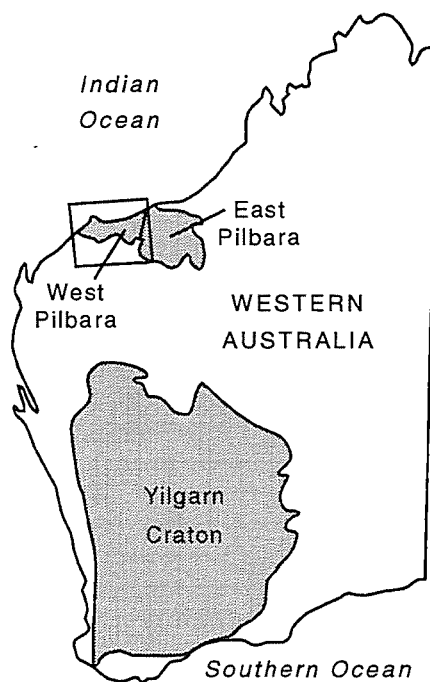 Indian
Ocean
East
Pilbara
West
Pilbara
WESTERN
AUSTRALIA
Yilgarn
Craton
Southern Ocean